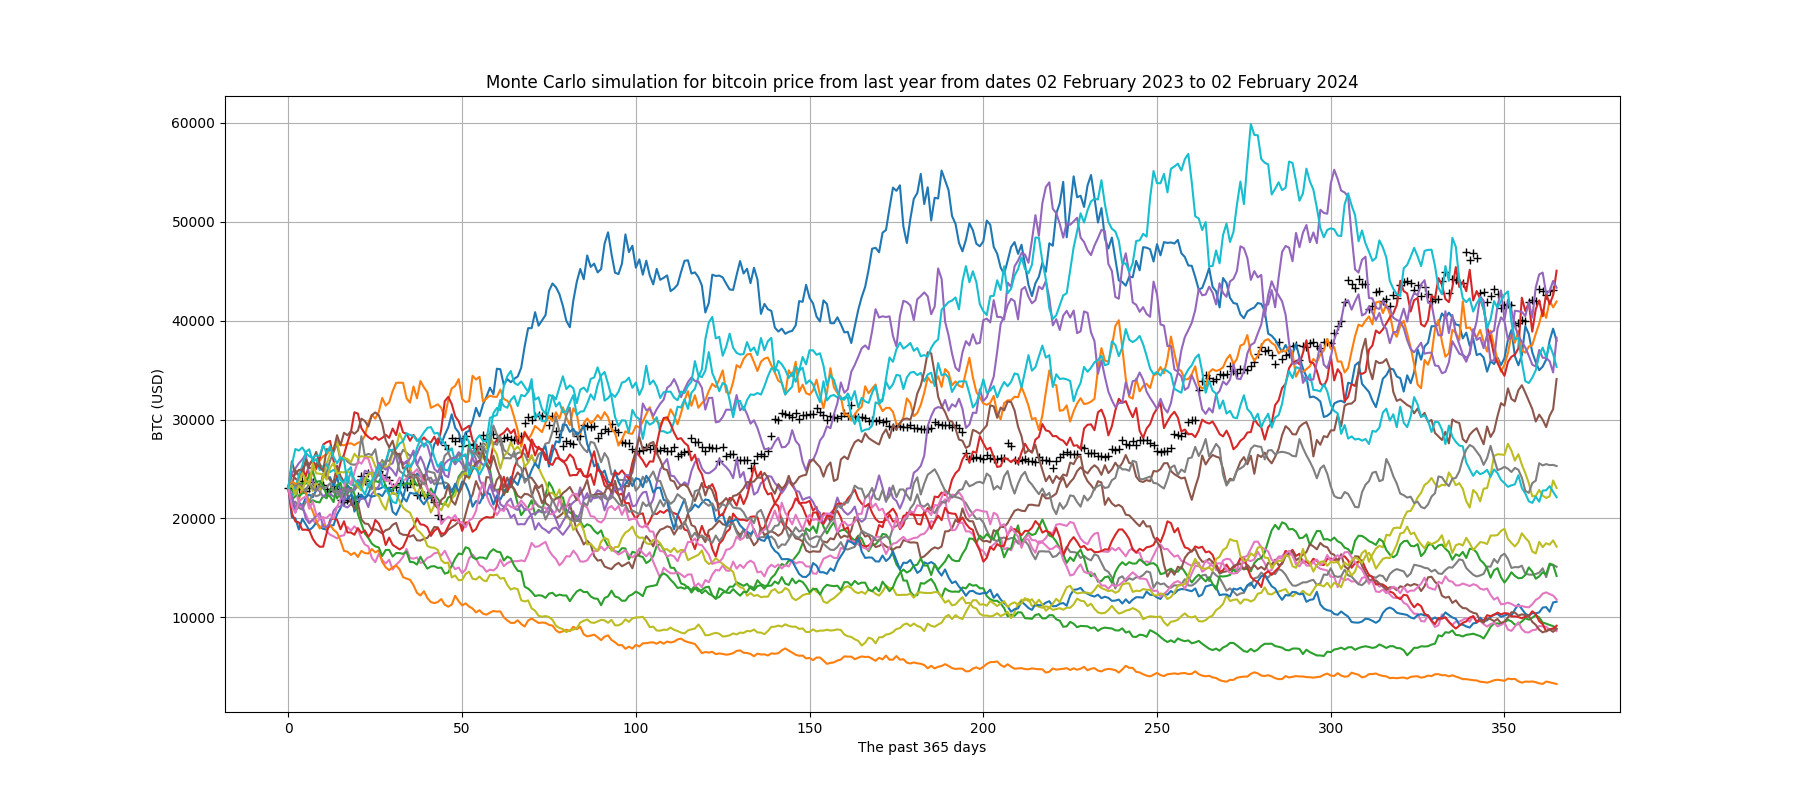 Monte Carlo simulation for bitcoin price from last year from dates 02 February 2023 to 02 February 2024
60000
50000
40000
30000
20000
10000
BTC (USD)
0 50 100 150 200 250 300 350
The past 365 days